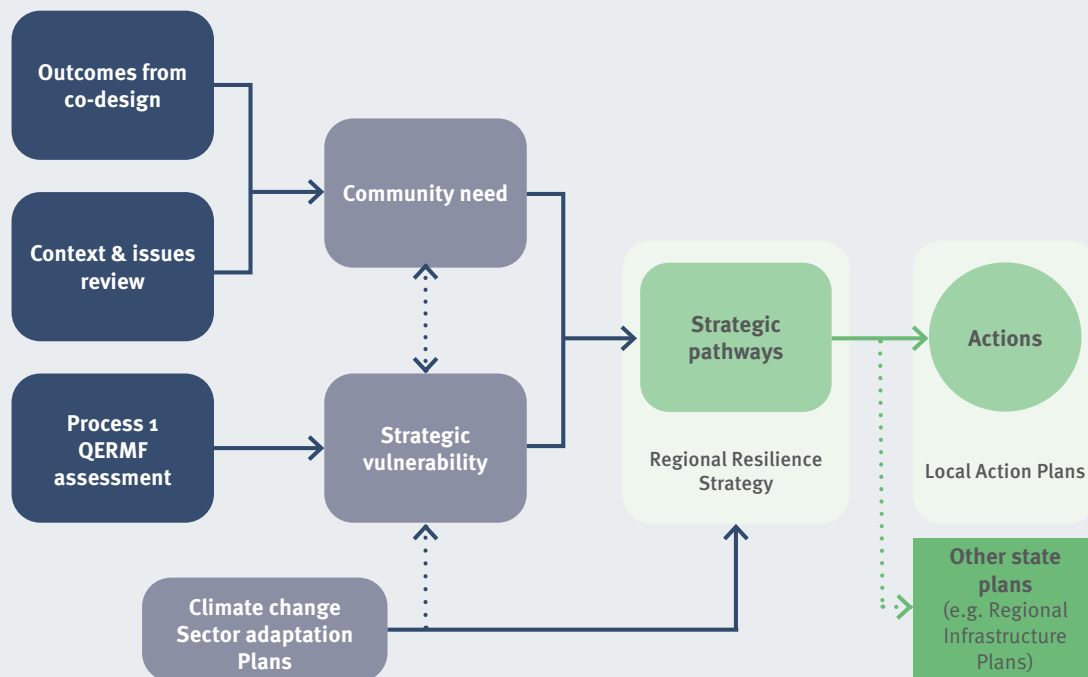 Outcomes from
co-design
Context & issues
review
Process 1
QERMF
assessment
Community need
Strategic
vulnerability
Climate change
Sector adaptation
Plans
Strategic
pathways
Regional Resilience
Strategy
Actions
Local Action Plans
Other state
plans
(e.g. Regional
Infrastructure
Plans)